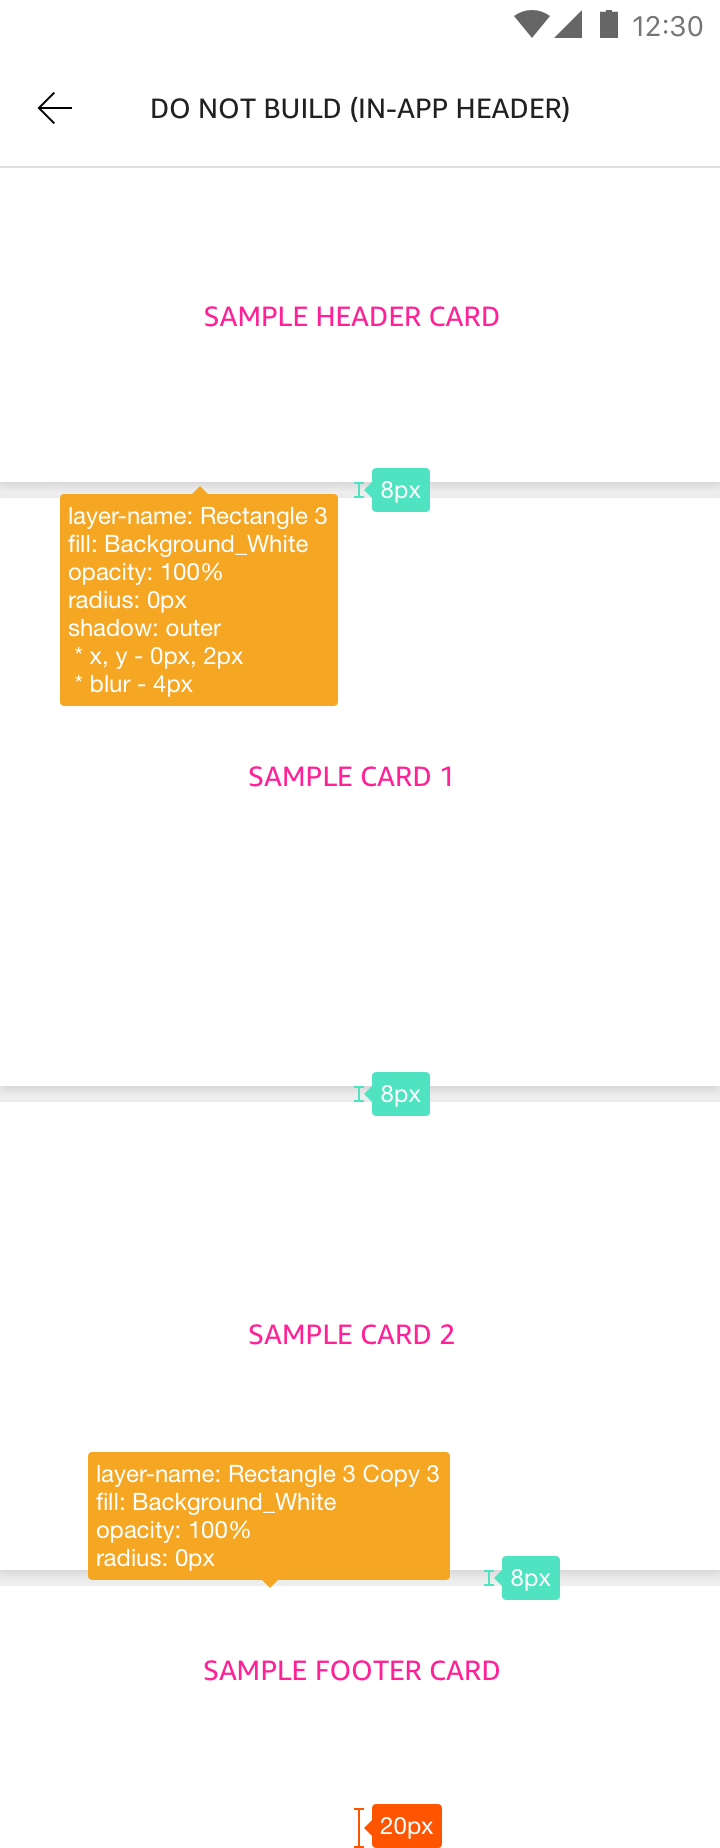 12:30
DO NOT BUILD (IN-APP HEADER)
SAMPLE HEADER CARD
8px
layer-name: Rectangle 3
fill: Background_White
opacity: 100%
radius: 0px
shadow: outer
* x, y - 0px, 2px
* blur - 4px
SAMPLE CARD 1
8px
SAMPLE CARD 2
layer-name: Rectangle 3 Copy 3
fill: Background_White
opacity: 100%
radius: 0px
8px
SAMPLE FOOTER CARD
20px